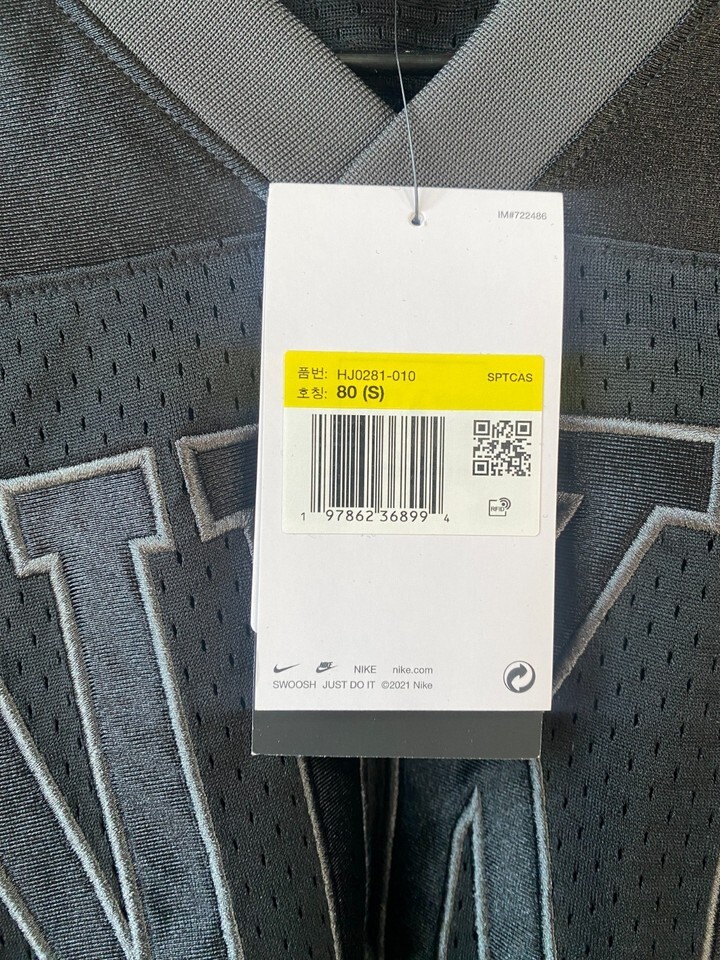 IM#722486
품번: HJ0281-010
SPTCAS
호칭: 80 (S)
1 97862 36899 4
RFID
NIKE nike.com
SWOOSH JUST DO IT ©2021 Nike